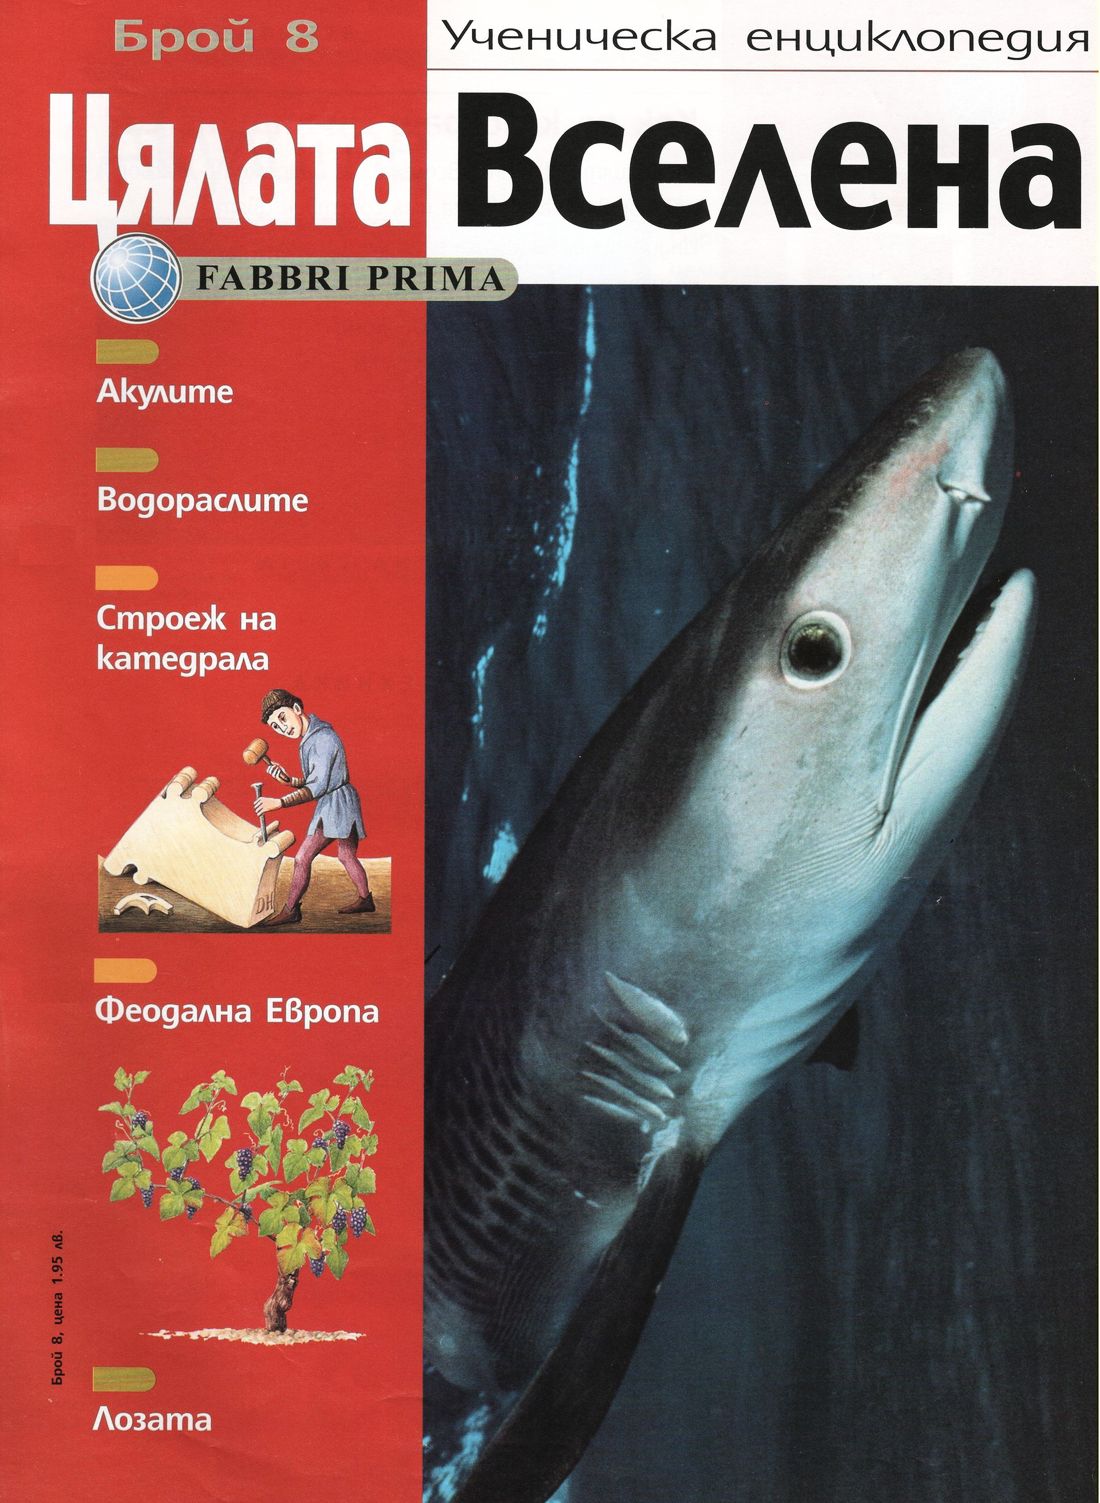 Брой 8
Ученическа енциклопедия
Цялата Вселена
FABBRI PRIMA
Акулите
Водораслите
Строеж на
катедрала
DH
Феодална Европа
Лозата
Брой 8, цена 1.95 лв.